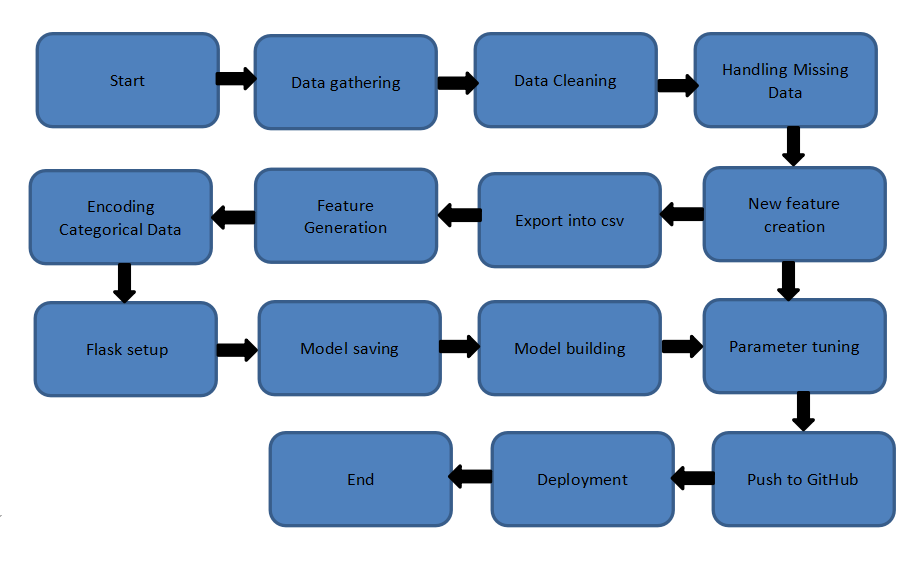 Start
Data gathering
Data Cleaning
Handling Missing
Data
Encoding
Categorical Data
Feature
Generation
Export into csv
New feature
creation
Flask setup
Model saving
Model building
Parameter tuning
End
Deployment
Push to GitHub